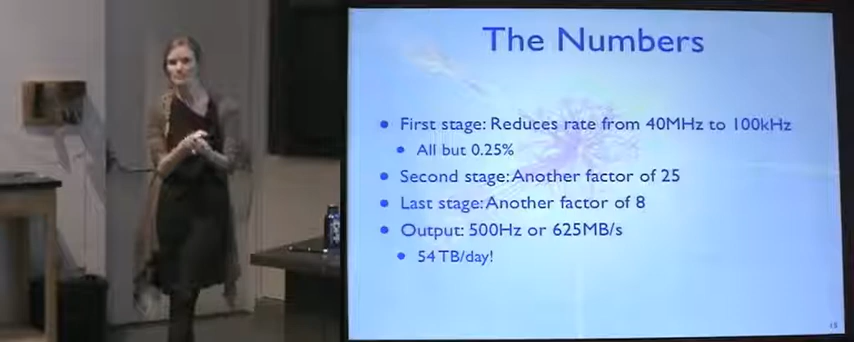 The Numbers
First stage: Reduces rate from 40MHz to 100kHz
All but 0.25%
Second stage: Another factor of 25
Last stage: Another factor of 8
Output: 500Hz or 625MB/s
54 TB/day!